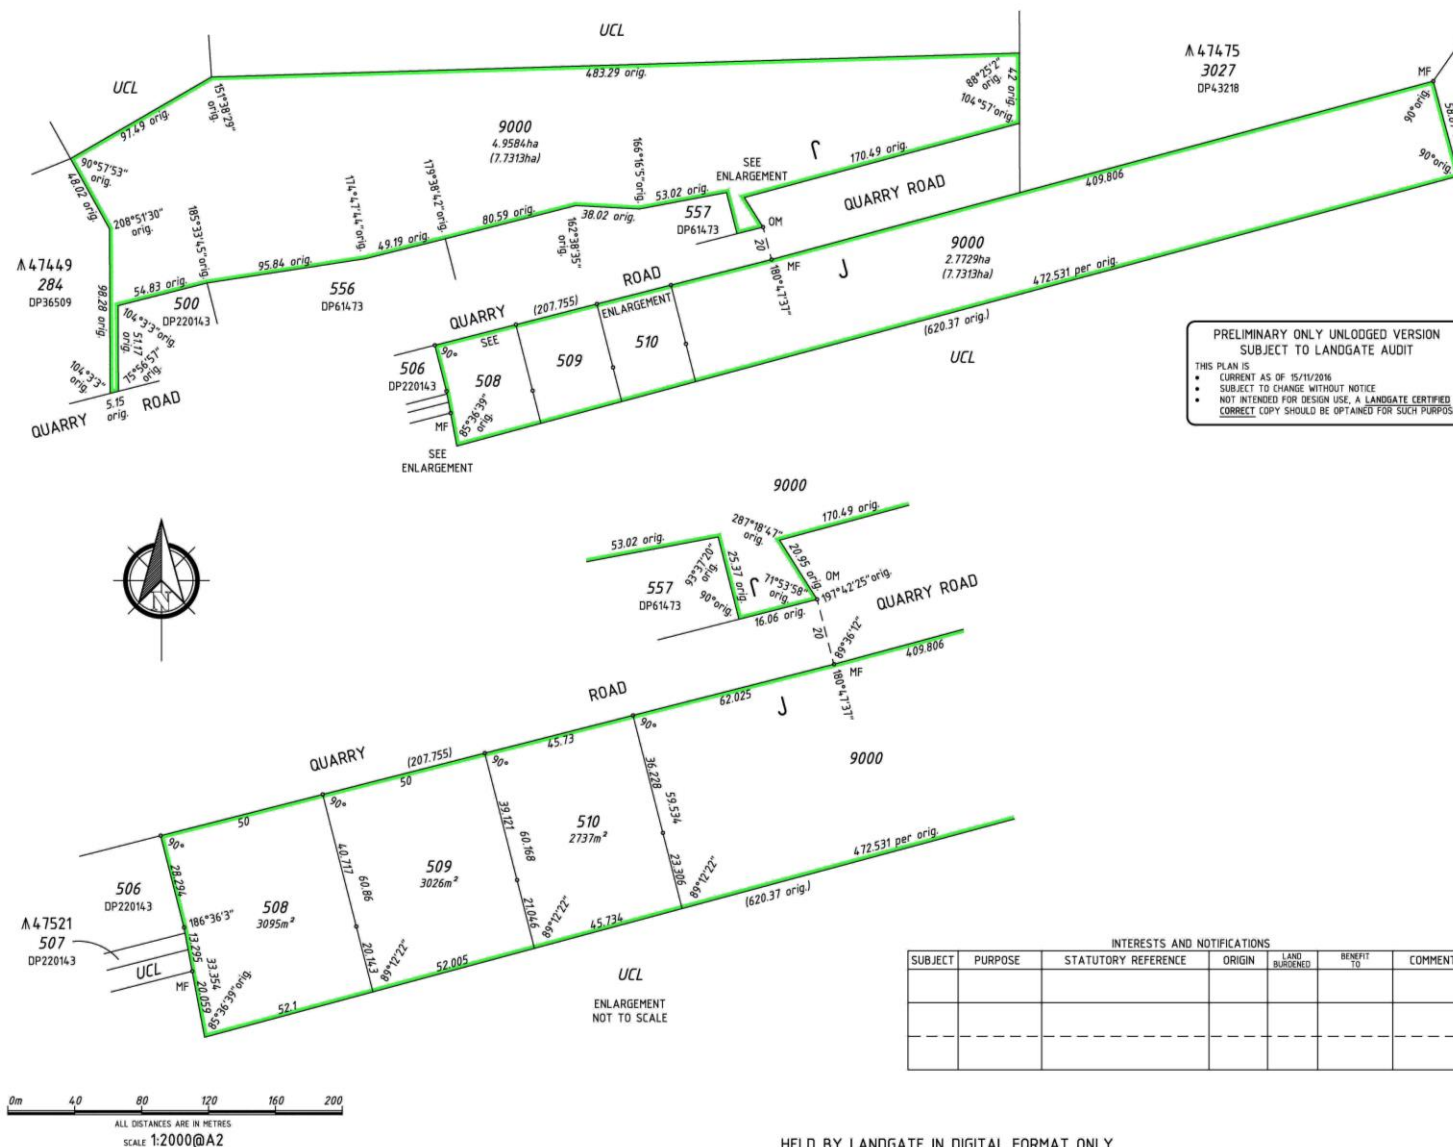 UCL
UCL
483.29 orig.
97.49 orig.
151°38'29"
orig.
88°25'2"
orig.
42 orig.
104°57' orig.
47475
3027
DP43218
MF
90°orig.
90°orig.
9000
4.9584ha
(7.7313ha)
90°57'53"
orig.
48.02 orig.
208°51'30"
orig.
185°33'45"orig.
174°47'44"orig.
179°38'42"orig.
166°16'5"orig.
162°38'35"
orig.
SEE
ENLARGEMENT
J
170.49 orig.
QUARRY ROAD
409.806
53.02 orig.
38.02 orig.
80.59 orig.
49.19 orig.
95.84 orig.
54.83 orig.
557
DP61473
OM
20
MF
180°47'37"
J
9000
2.7729ha
(7.7313ha)
472.531 per orig.
(620.37 orig.)
UCL
47449
284
DP36509
98.28 orig.
500
DP220143
556
DP61473
104°3'3" orig.
51.17
orig.
75°56'57"
orig.
104°3'3"
orig.
5.15
orig.
QUARRY ROAD
QUARRY ROAD
(207.755)
SEE ENLARGEMENT
90°
506
DP220143
508
509
510
MF
85°36'39"
orig.
SEE
ENLARGEMENT
PRELIMINARY ONLY UNLODGED VERSION
SUBJECT TO LANDGATE AUDIT
THIS PLAN IS
• CURRENT AS OF 15/11/2016
• SUBJECT TO CHANGE WITHOUT NOTICE
• NOT INTENDED FOR DESIGN USE, A LANDGATE CERTIFIED
CORRECT COPY SHOULD BE OPTAINED FOR SUCH PURPOS
N
9000
53.02 orig.
287°18'47"
orig.
170.49 orig.
93°37'20"
orig.
25.37 orig.
20.95 orig.
557
DP61473
90°orig.
J
71°53'58"
orig.
OM
197°42'25"orig.
16.06 orig.
20
QUARRY ROAD
89°36'12"
409.806
MF
180°47'37"
62.025
J
ROAD
QUARRY
(207.755)
45.73
50
50
90°
90°
90°
90°
9000
36.228
59.534
23.306
39.121
60.168
21.046
40.717
60.86
20.143
28.294
510
2737m²
509
3026m²
508
3095m²
506
DP220143
47521
507
DP220143
186°36'3"
13.295
33.354
20.059
UCL
MF
85°36'39"orig.
89°12'22"
89°12'22"
89°12'22"
52.1
52.005
45.734
(620.37 orig.)
472.531 per orig.
UCL
ENLARGEMENT
NOT TO SCALE
INTERESTS AND NOTIFICATIONS
SUBJECT PURPOSE STATUTORY REFERENCE ORIGIN LAND BURDENED BENEFIT TO COMMENT
0m 40 80 120 160 200
ALL DISTANCES ARE IN METRES
SCALE 1:2000@A2
HELD BY LANDGATE IN DIGITAL FORMAT ONLY